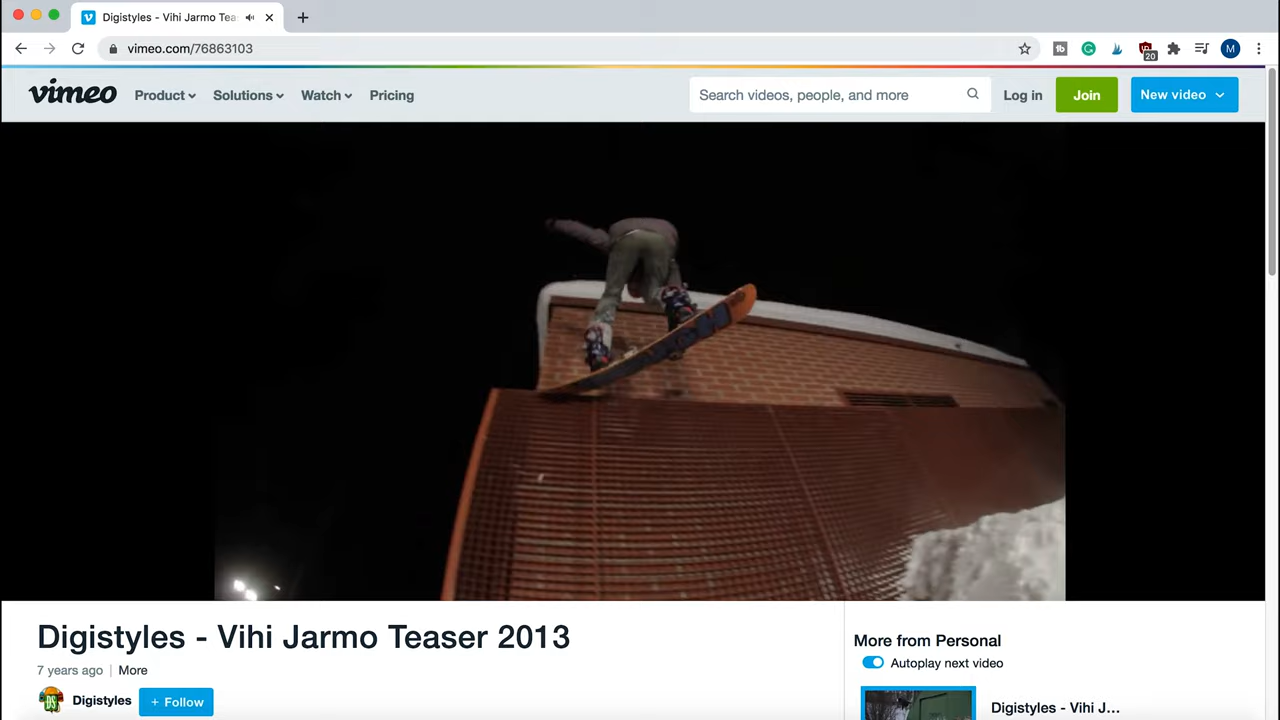 Digistyles - Vihi Jarmo Tea
vimeo.com/76863103
20
M
vimeo
Product
Solutions
Watch
Pricing
Search videos, people, and more
Log in
Join
New video
Digistyles - Vihi Jarmo Teaser 2013
7 years ago
More
DS
Digistyles
+ Follow
More from Personal
Autoplay next video
Digistyles - Vihi J...